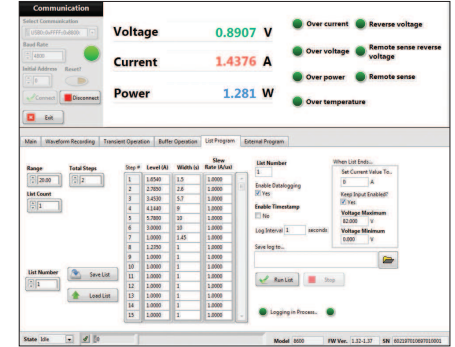 Communication
Select Communication
Baud Rate
4800
Initial Address Reset?
0
Connect Disconnect
Exit
Voltage 0.8907 V
Current 1.4376 A
Power 1.281 W
Over current Reverse voltage
Over voltage Remote sense reverse voltage
Over power Remote sense
Over temperature
Main Waveform Recording Transient Operation Buffer Operation List Program External Program
Range Total Steps
20.00 2
List Count
1
List Number
1
Save List
Load List
Step # Level (A) Width (s) Slew Rate (A/us)
1 1.6540 1.5 1.0000
2 2.7850 2.6 1.0000
3 3.4530 3.7 1.0000
4 4.1440 9 1.0000
5 5.7800 10 1.0000
6 3.0000 10 1.0000
7 1.0000 1.45 1.0000
8 1.2350 1 1.0000
9 1.0000 1 1.0000
10 1.0000 1 1.0000
11 1.0000 1 1.0000
12 1.0000 1 1.0000
13 1.0000 1 1.0000
14 1.0000 1 1.0000
15 1.0000 1 1.0000
List Number
1
Enable Datalogging
Yes
Enable Timestamp
No
Log Interval 1 seconds
Save log to...
Run List Stop
Logging in Process..
When List Ends...
Set Current Value To..
0 A
Keep Input Enabled?
Yes
Voltage Maximum
82.000 V
Voltage Minimum
0.000 V
State Idle
Model 8600 FW Ver. 1.32-1.37 SN 602197010697010001